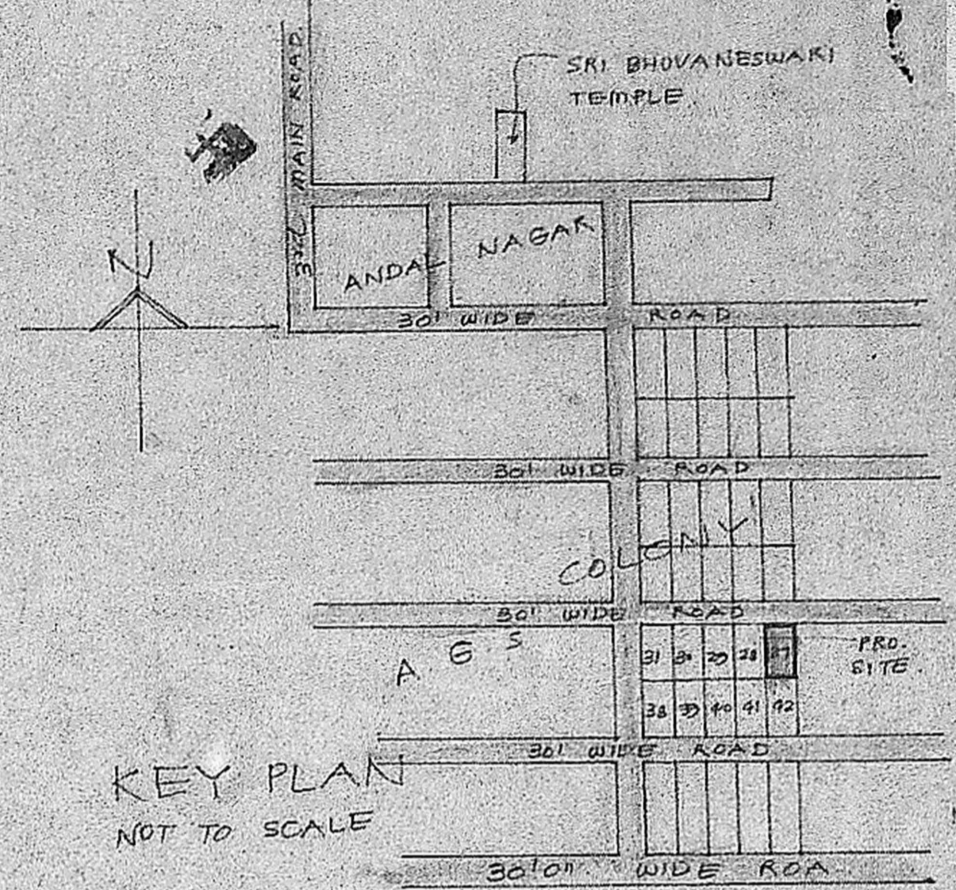 SRI BHOVANESWARI
TEMPLE
3rd MAIN ROAD
N
ANDAL NAGAR
30' WIDE ROAD
30' WIDE ROAD
COLONY
30' WIDE ROAD
A G S
31 30 29 28 27
PRO.
SITE.
38 39 40 41 42
30' WIDE ROAD
KEY PLAN
NOT TO SCALE
30'0" WIDE ROA